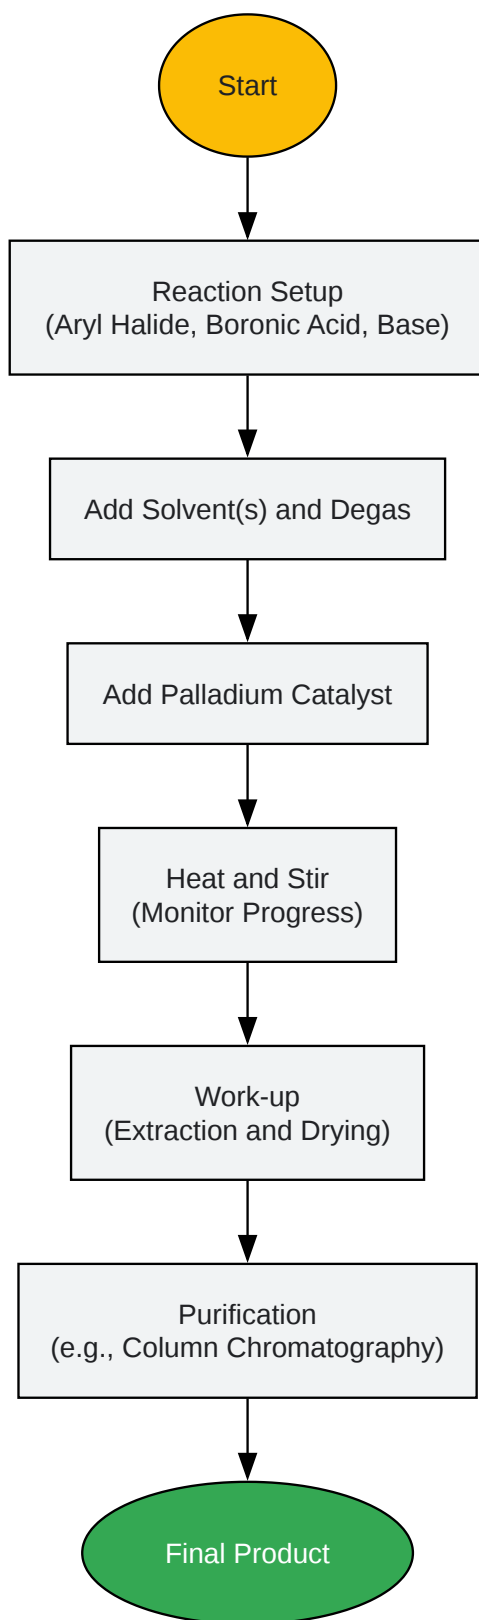 Start
Reaction Setup
(Aryl Halide, Boronic Acid, Base)
Add Solvent(s) and Degas
Add Palladium Catalyst
Heat and Stir
(Monitor Progress)
Work-up
(Extraction and Drying)
Purification
(e.g., Column Chromatography)
Final Product